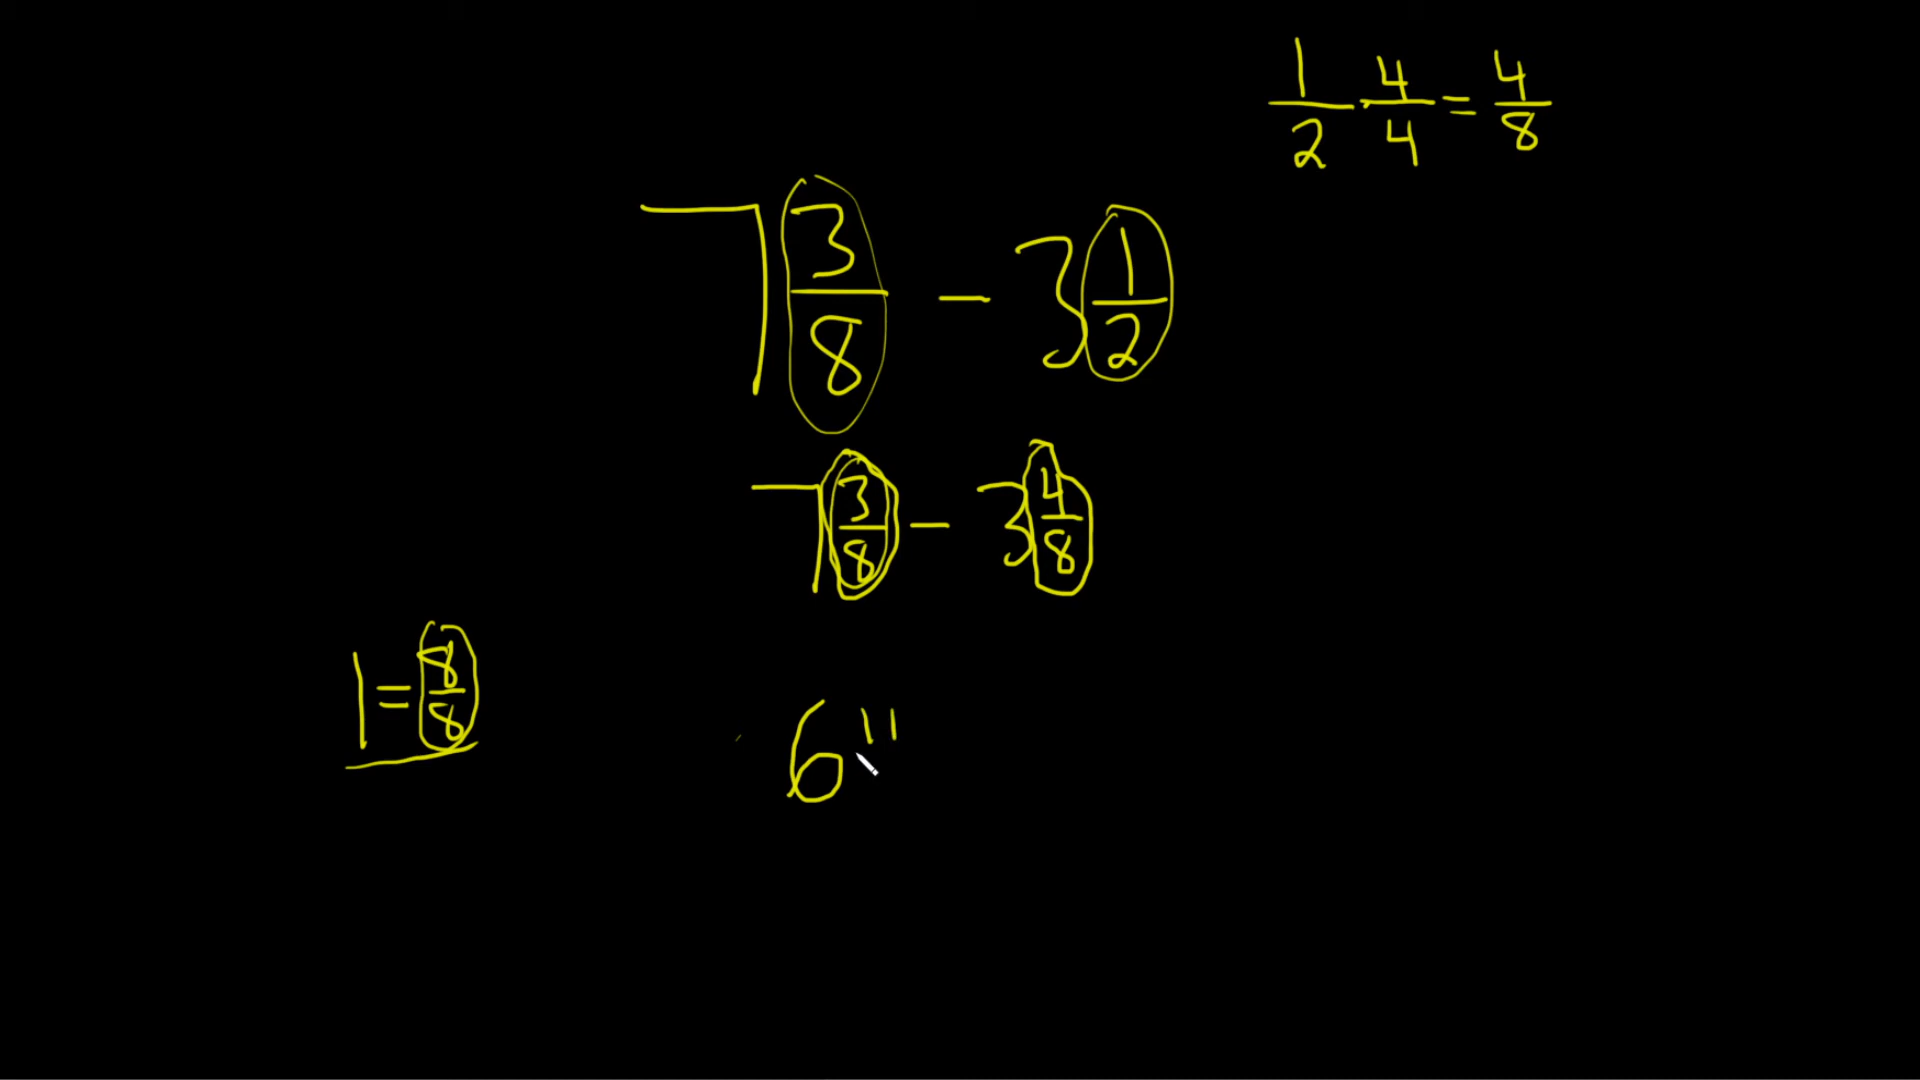 1/2 4/4 = 4/8
7 3/8 - 3 1/2
7 3/8 - 3 4/8
1 = 8/8
6 11